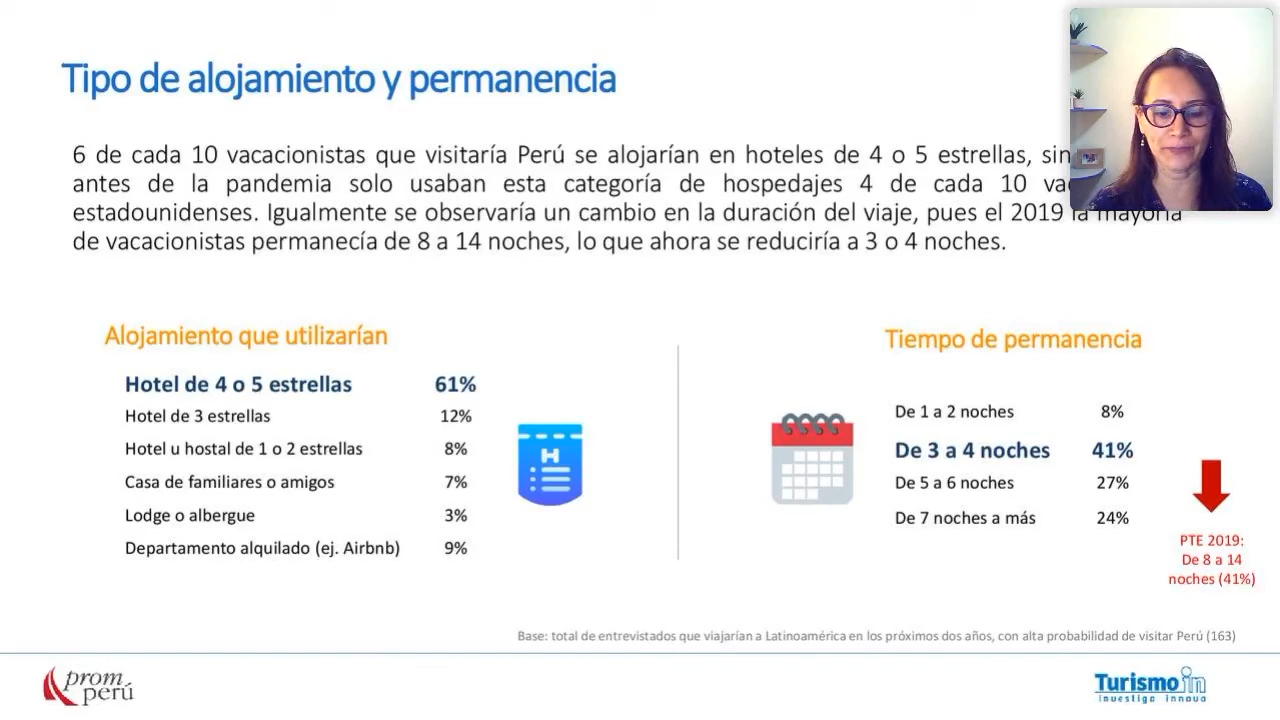 Tipo de alojamiento y permanencia
6 de cada 10 vacacionistas que visitaría Perú se alojarían en hoteles de 4 o 5 estrellas, sin
antes de la pandemia solo usaban esta categoría de hospedajes 4 de cada 10
estadounidenses. Igualmente se observaría un cambio en la duración del viaje, pues el 2019 la mayoría
de vacacionistas permanecía de 8 a 14 noches, lo que ahora se reduciría a 3 o 4 noches.
Alojamiento que utilizarían
Hotel de 4 o 5 estrellas 61%
Hotel de 3 estrellas 12%
Hotel u hostal de 1 o 2 estrellas 8%
Casa de familiares o amigos 7%
Lodge o albergue 3%
Departamento alquilado (ej. Airbnb) 9%
H
Tiempo de permanencia
De 1 a 2 noches 8%
De 3 a 4 noches 41%
De 5 a 6 noches 27%
De 7 noches a más 24%
PTE 2019:
De 8 a 14
noches (41%)
Base: total de entrevistados que viajarían a Latinoamérica en los próximos dos años, con alta probabilidad de visitar Perú (163)
prom
perú
Turismo in
investiga innova